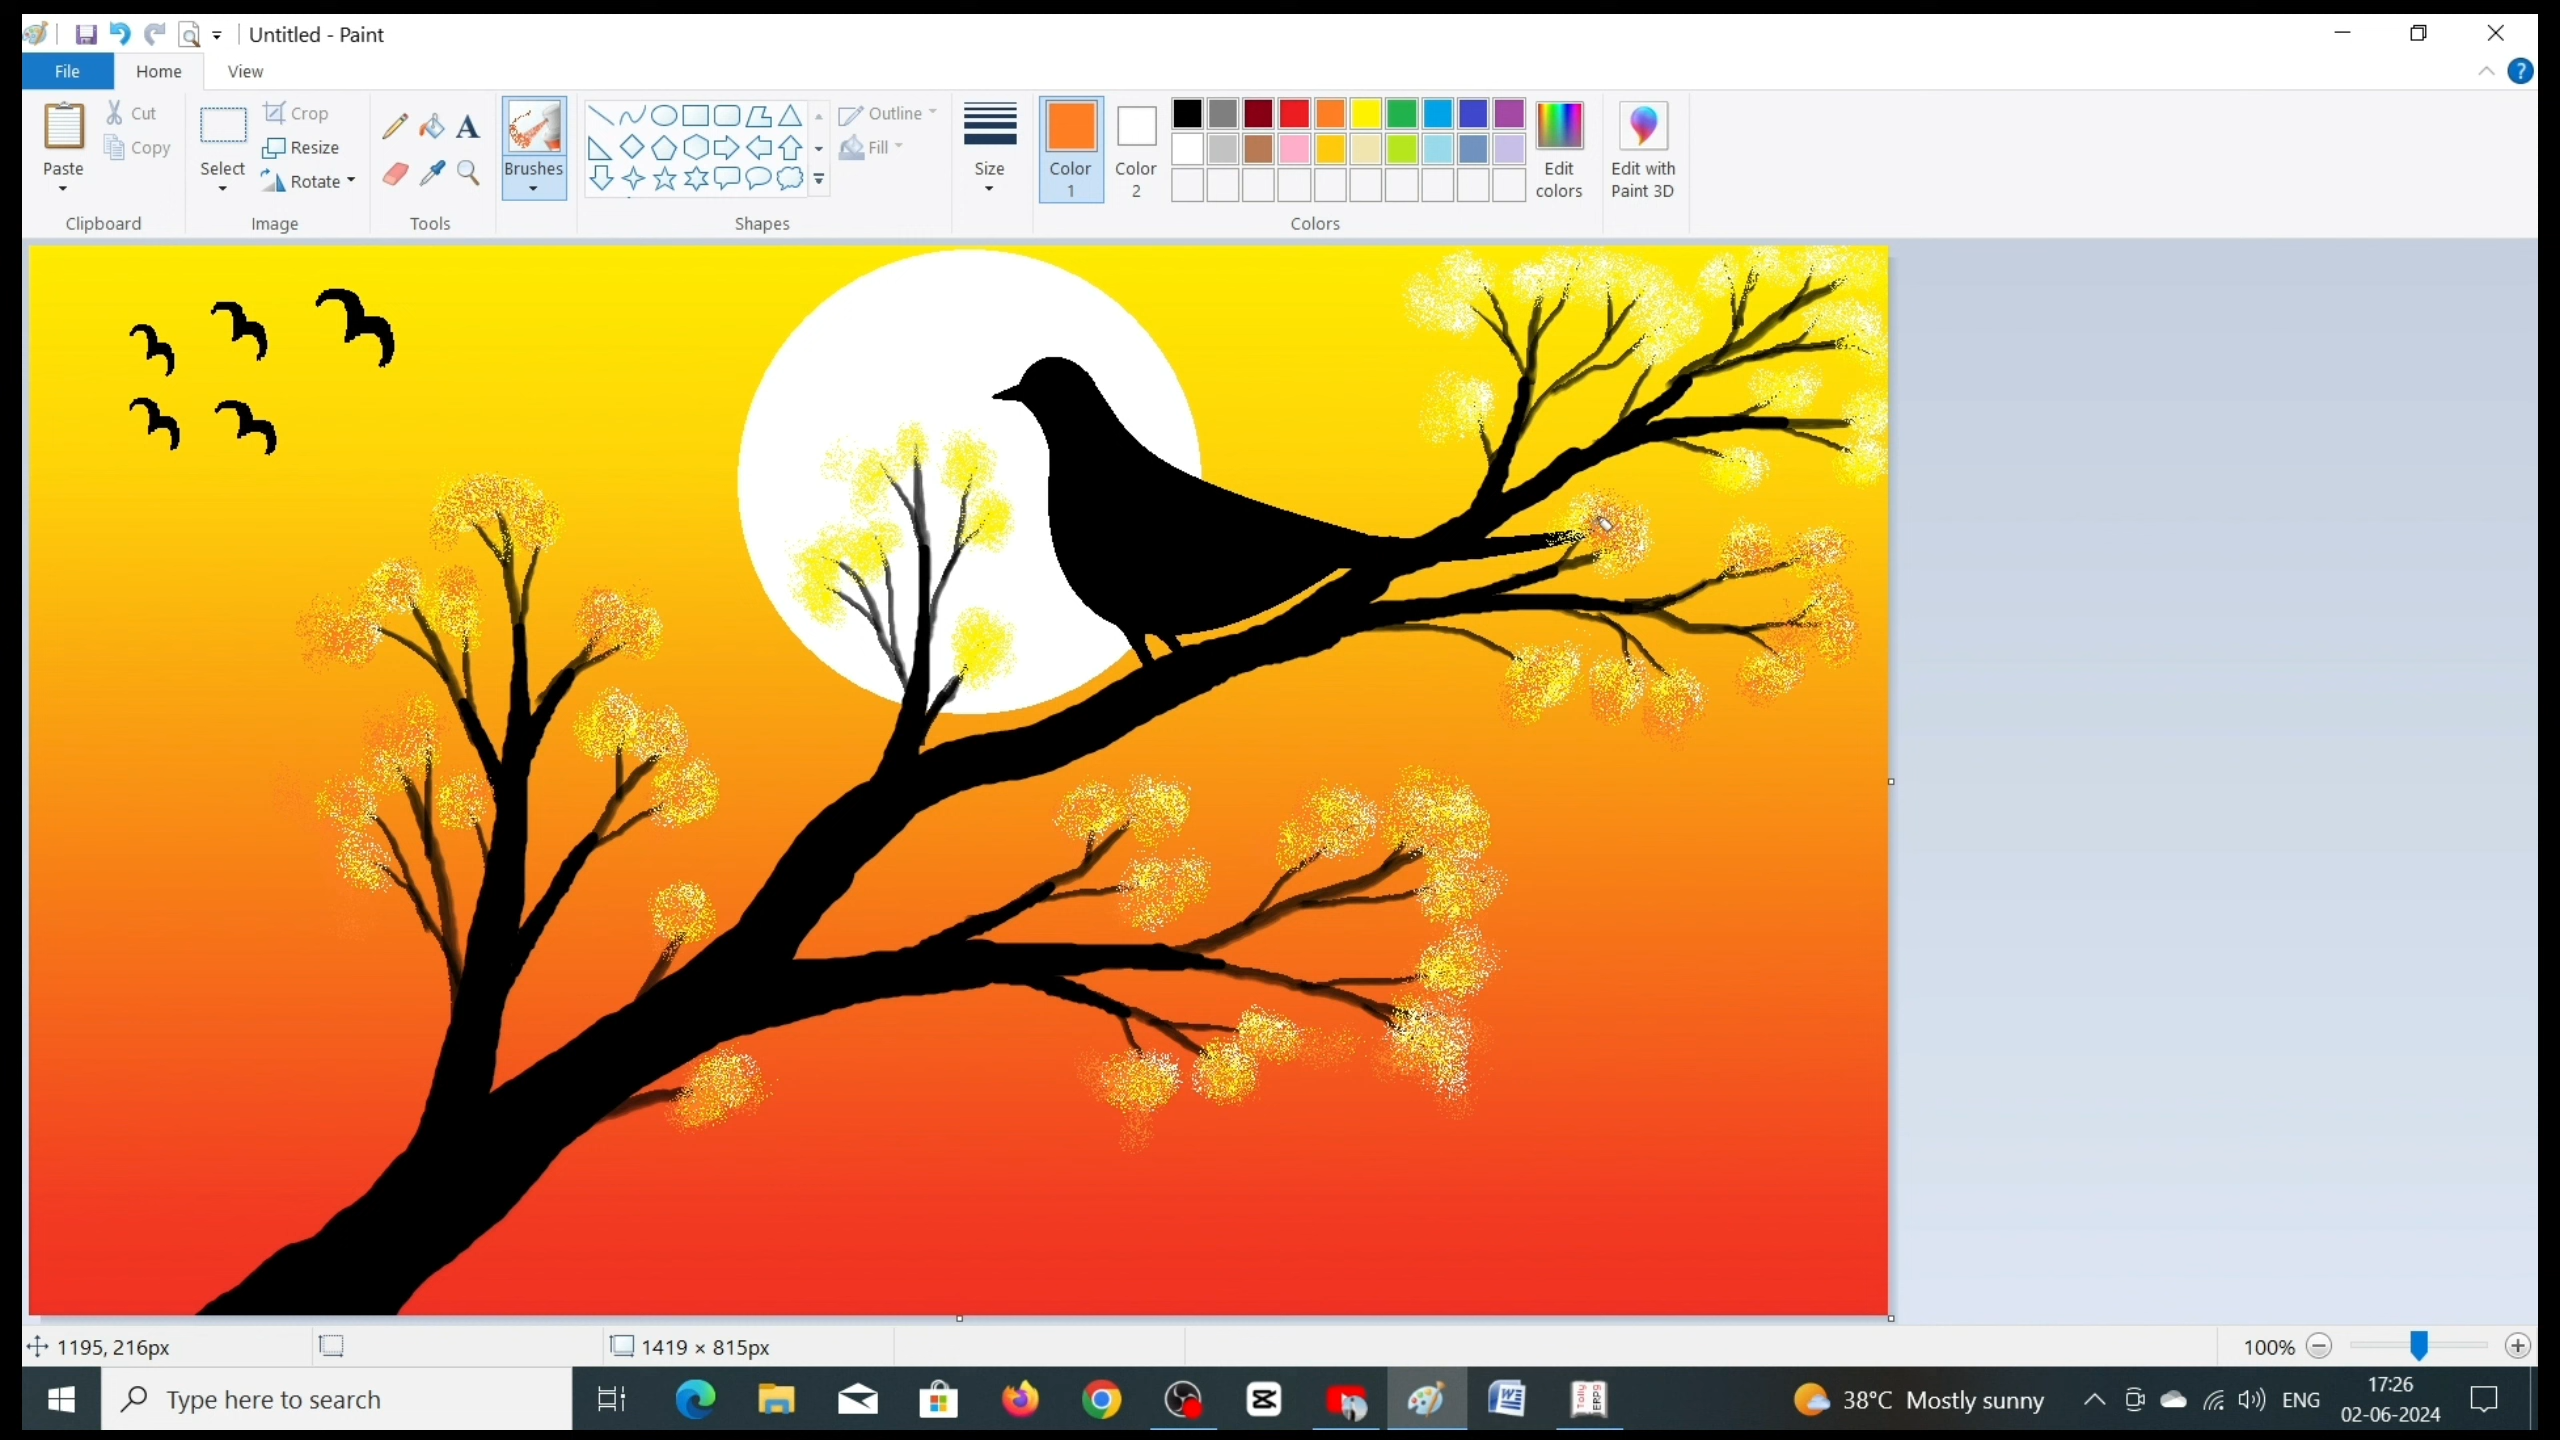 Untitled - Paint
File Home View
Paste
Cut
Copy
Clipboard
Select
Crop
Resize
Rotate
Image
A
Tools
Brushes
Shapes
Outline
Fill
Size
Color 1
Color 2
Colors
Edit colors
Edit with Paint 3D
?
1195, 216px
1419 × 815px
100%
Type here to search
W
Tally ERP9
38°C Mostly sunny
ENG
17:26
02-06-2024